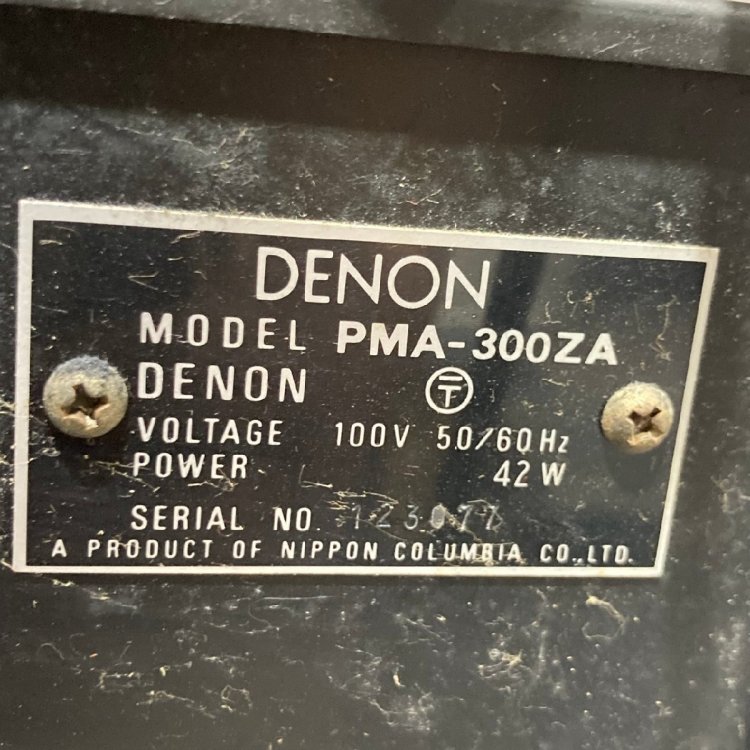 DENON
MODEL PMA-300ZA
DENON
VOLTAGE 100V 50/60Hz
POWER 42W
SERIAL NO.
A PRODUCT OF NIPPON COLUMBIA CO.,LTD.